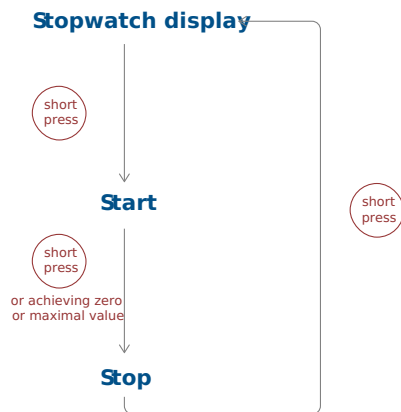 Stopwatch display
short
press
Start
short
press
short
press
or achieving zero
or maximal value
Stop